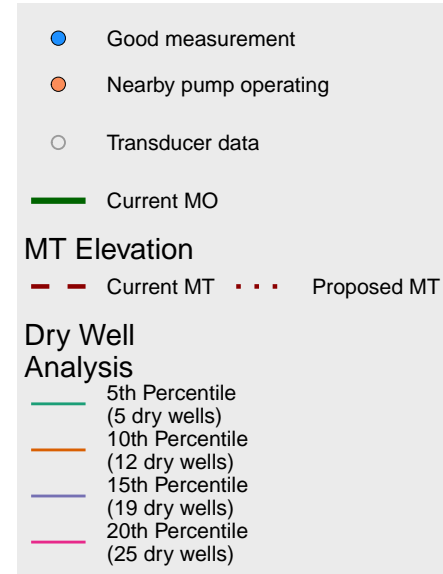 Good measurement
Nearby pump operating
Transducer data
Current MO
MT Elevation
Current MT Proposed MT
Dry Well
Analysis
5th Percentile
(5 dry wells)
10th Percentile
(12 dry wells)
15th Percentile
(19 dry wells)
20th Percentile
(25 dry wells)